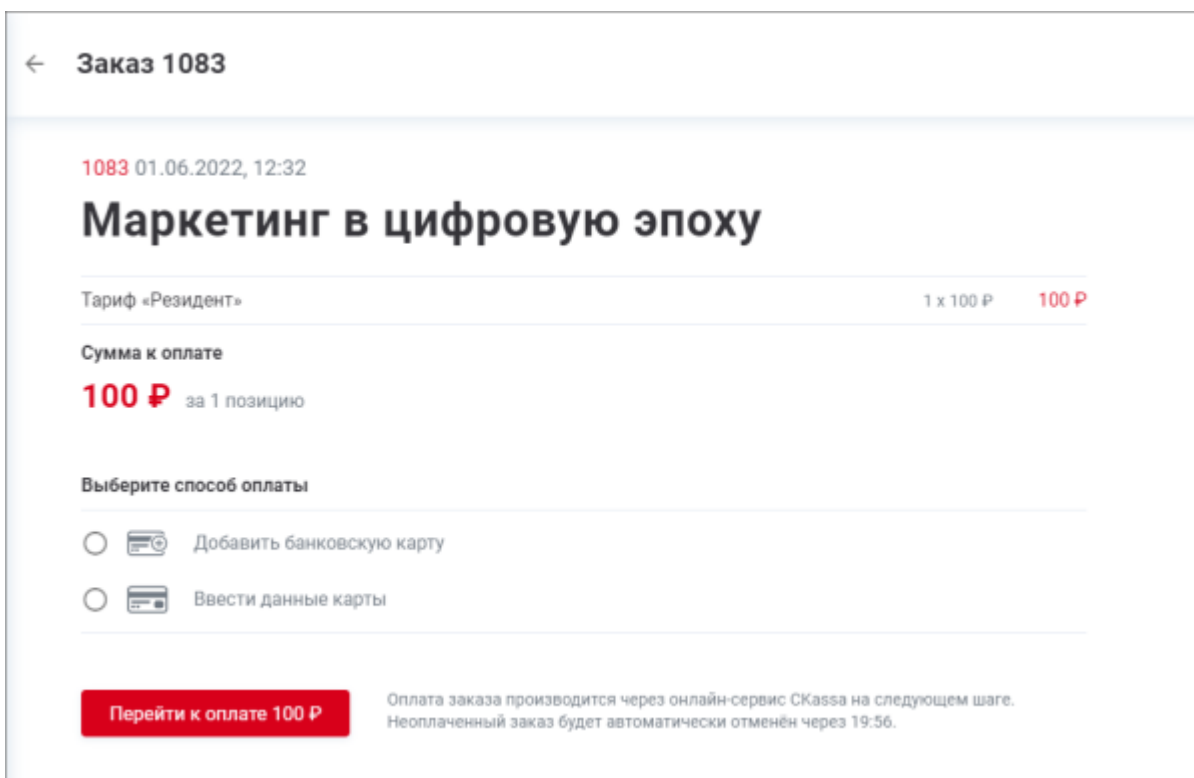 Заказ 1083
1083 01.06.2022, 12:32
Маркетинг в цифровую эпоху
Тариф «Резидент» 1 x 100 ₽ 100 ₽
Сумма к оплате
100 ₽ за 1 позицию
Выберите способ оплаты
Добавить банковскую карту
Ввести данные карты
Перейти к оплате 100 ₽
Оплата заказа производится через онлайн-сервис CKassa на следующем шаге.
Неоплаченный заказ будет автоматически отменён через 19:56.